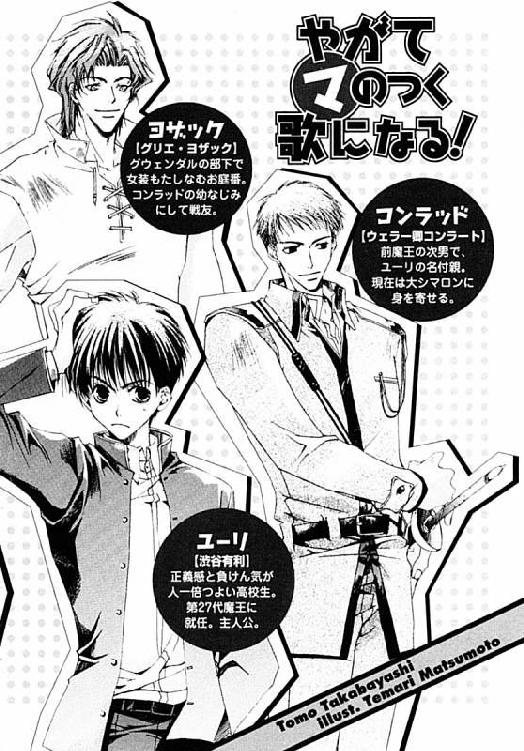 やがて
マのつく
歌になる!
ヨザック
【グリエ・ヨザック】
グウェンダルの部下で
女装もたしなむお庭番。
コンラッドの幼なじみ
にして戦友。
コンラッド
【ウェラー卿コンラート】
前魔王の次男で、
ユーリの名付親。
現在は大シマロンに
身を寄せる。
ユーリ
【渋谷有利】
正義感と負けん気が
人一倍つよい高校生。
第27代魔王に
就任。主人公。
Tomo Takabayashi
illust. Temari Matsumoto